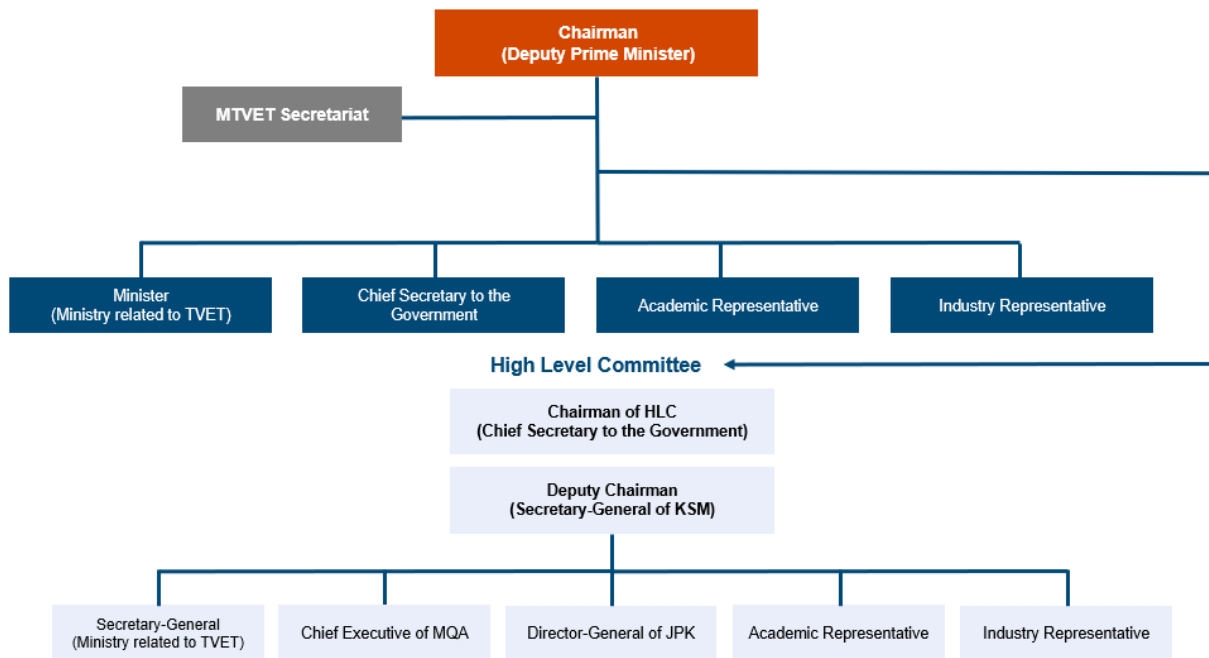 Chairman
(Deputy Prime Minister)
MTVET Secretariat
Minister
(Ministry related to TVET)
Chief Secretary to the
Government
Academic Representative
Industry Representative
High Level Committee
Chairman of HLC
(Chief Secretary to the Government)
Deputy Chairman
(Secretary-General of KSM)
Secretary-General
(Ministry related to TVET)
Chief Executive of MQA
Director-General of JPK
Academic Representative
Industry Representative